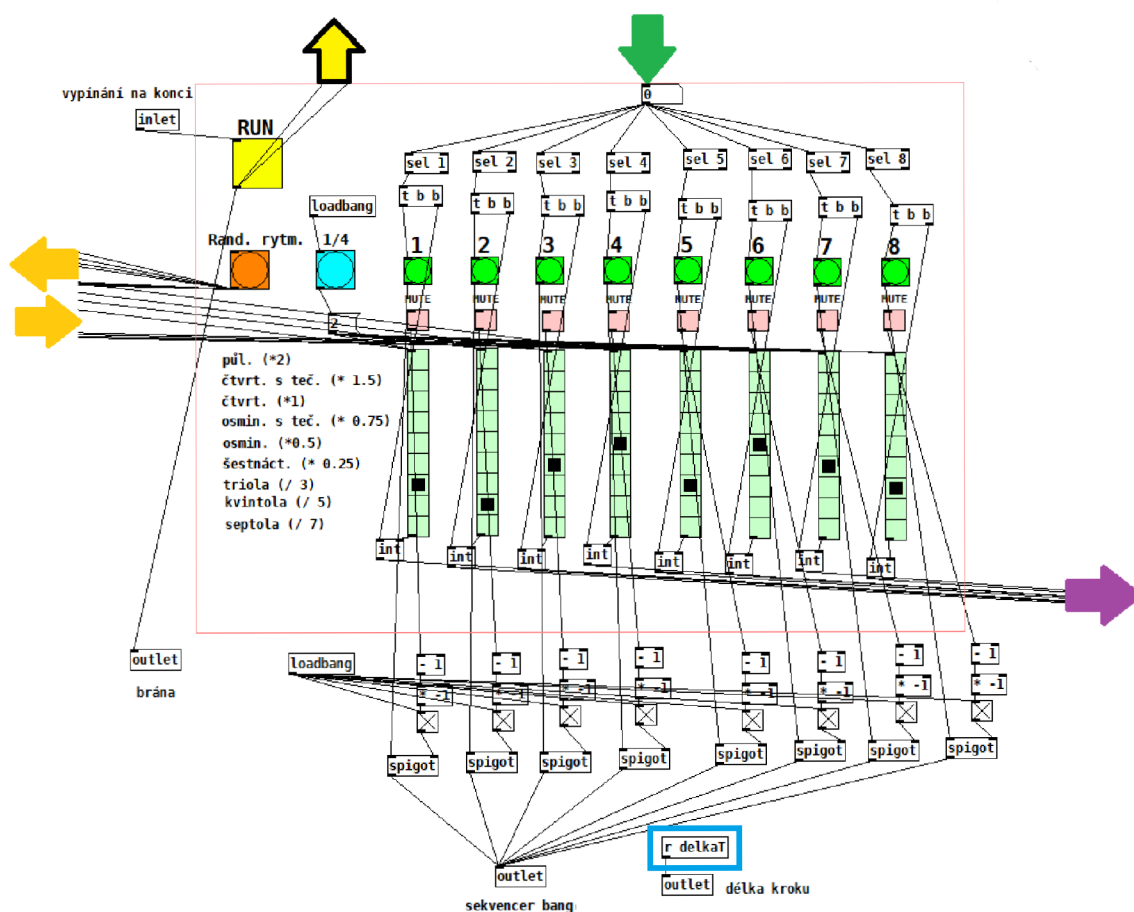 vypínání na konci
inlet
RUN
0
sel 1
sel 2
sel 3
sel 4
sel 5
sel 6
sel 7
sel 8
t b b
t b b
t b b
t b b
t b b
t b b
t b b
t b b
loadbang
Rand. rytm.
1/4
1
2
3
4
5
6
7
8
MUTE
MUTE
MUTE
MUTE
MUTE
MUTE
MUTE
MUTE
2
půl. (*2)
čtvrt. s teč. (* 1.5)
čtvrt. (*1)
osmin. s teč. (* 0.75)
osmin. (*0.5)
šestnáct. (* 0.25)
triola (/ 3)
kvintola (/ 5)
septola (/ 7)
int
int
int
int
int
int
int
int
outlet
brána
loadbang
- 1
- 1
- 1
- 1
- 1
- 1
- 1
- 1
* -1
* -1
* -1
* -1
* -1
* -1
* -1
* -1
spigot
spigot
spigot
spigot
spigot
spigot
spigot
spigot
r delkaT
outlet
sekvencer bang
outlet
délka kroku